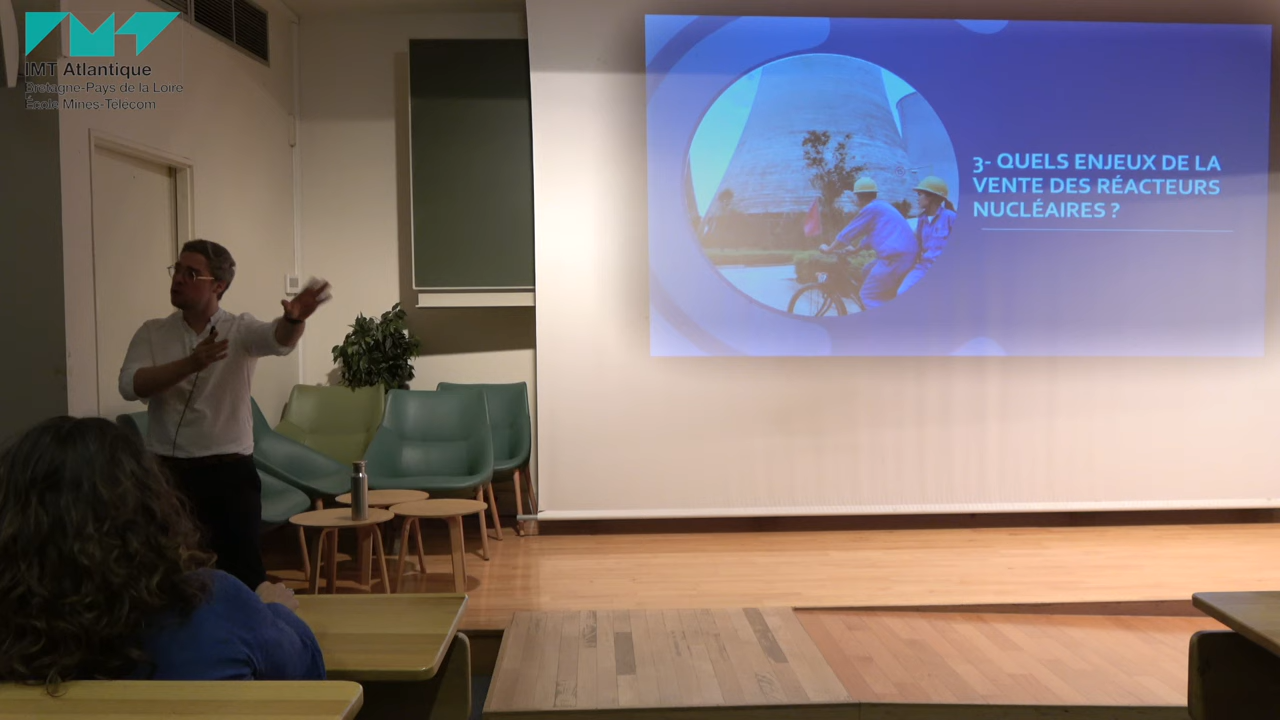 IMT Atlantique
Bretagne-Pays de la Loire
École Mines-Télécom
3- QUELS ENJEUX DE LA
VENTE DES RÉACTEURS
NUCLÉAIRES ?